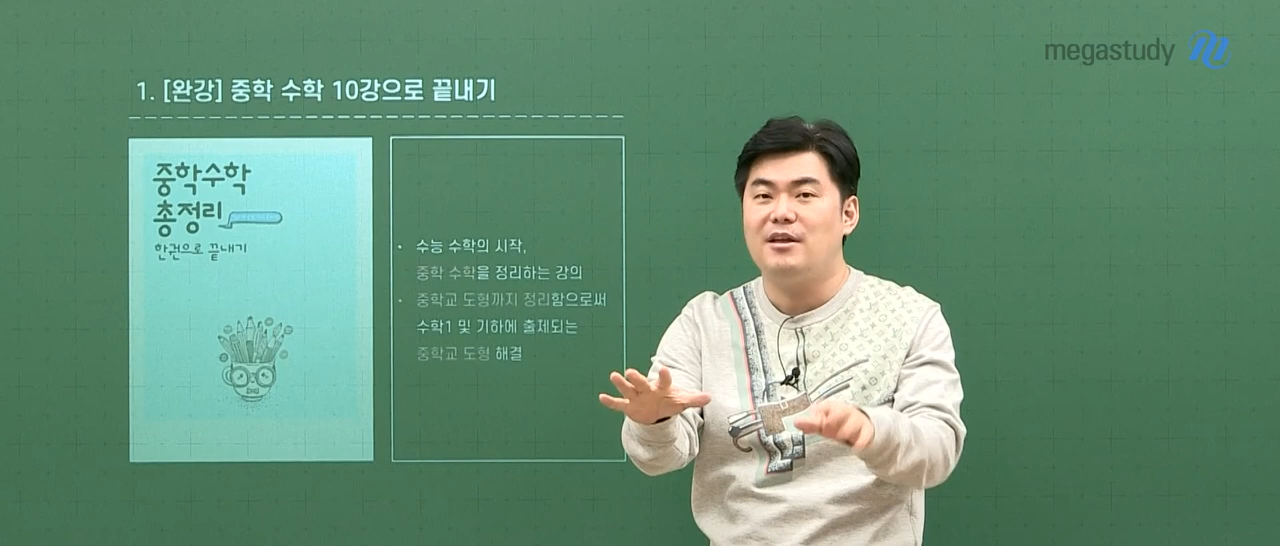 megastudy
1. [완강] 중학 수학 10강으로 끝내기
중학수학
총정리
한권으로 끝내기
• 수능 수학의 시작,
중학 수학을 정리하는 강의
• 중학교 도형까지 정리함으로써
수학1 및 기하에 출제되는
중학교 도형 해결